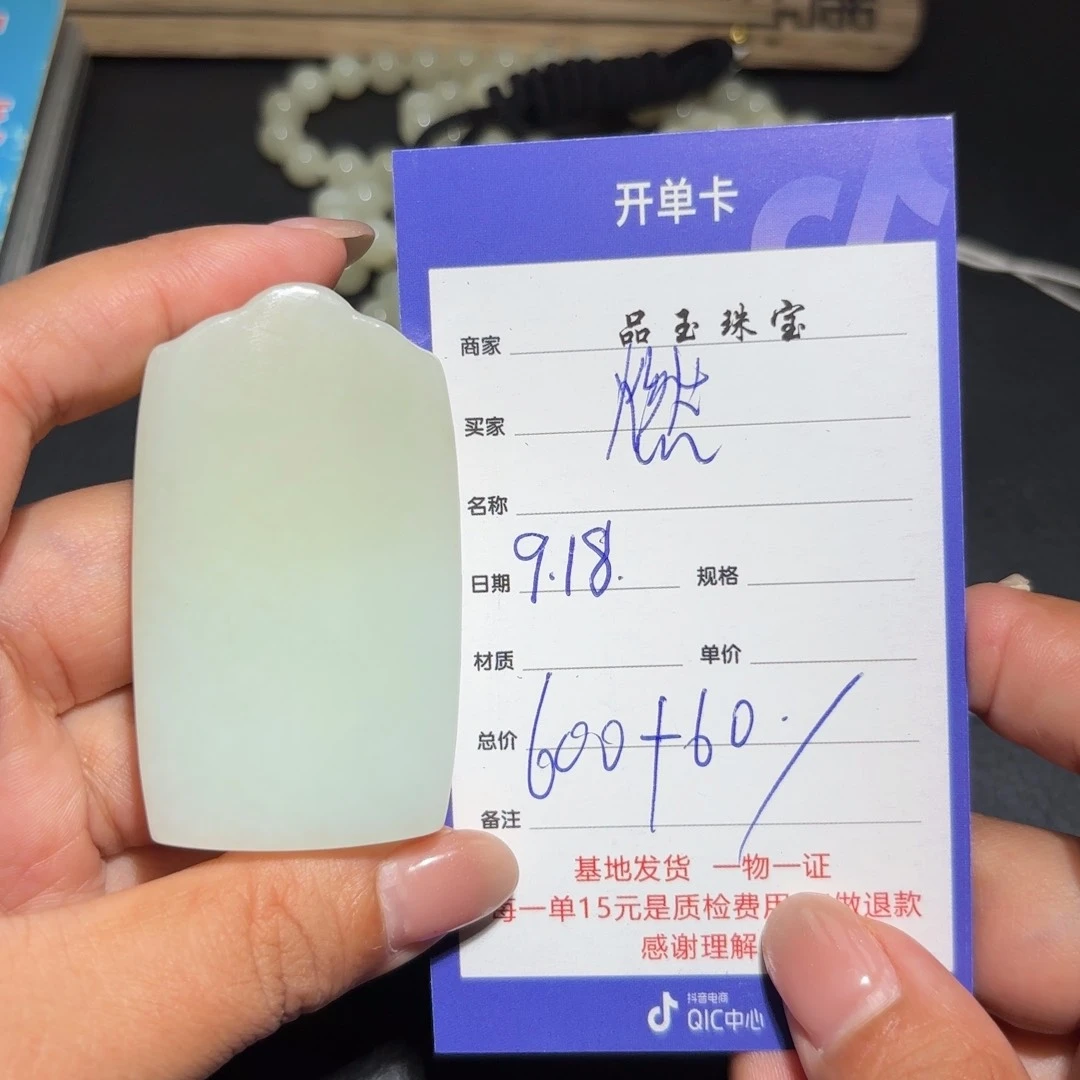 开单卡
商家 品玉珠宝
买家
名称
日期 9.18. 规格
材质 单价
总价 600+60.
备注
基地发货 一物一证
每一单15元是质检费用 做退款
感谢理解
抖音电商
QIC中心